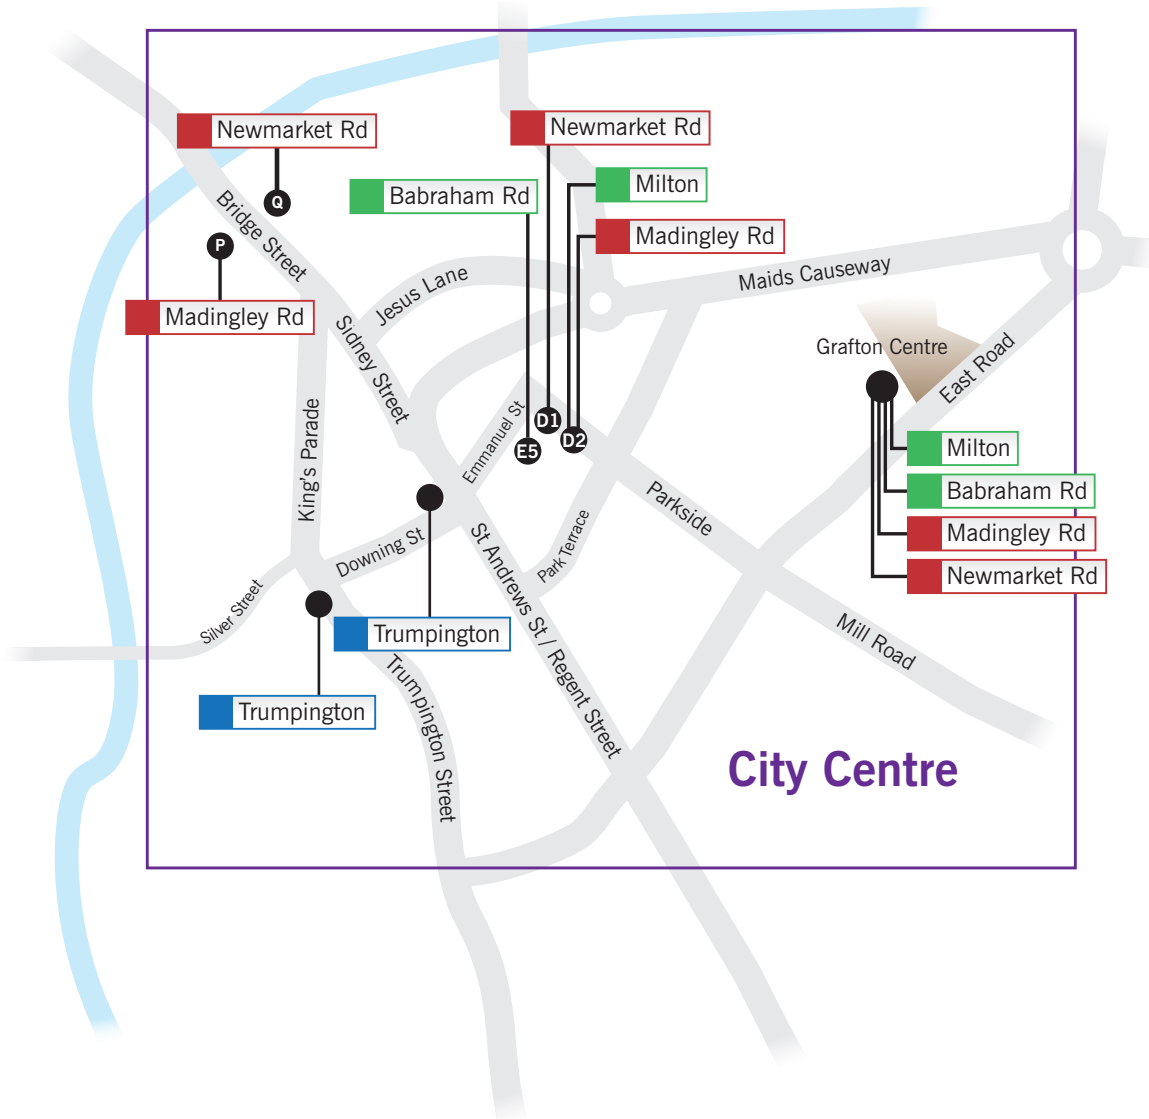 Newmarket Rd
Newmarket Rd
Babraham Rd
Milton
Q
Bridge Street
P
Madingley Rd
Jesus Lane
Maids Causeway
Madingley Rd
Sidney Street
Grafton Centre
East Road
King's Parade
Emmanuel St
D1
D2
E5
Milton
Babraham Rd
Madingley Rd
Newmarket Rd
Parkside
Downing St
Park Terrace
St Andrews St / Regent Street
Silver Street
Trumpington
Mill Road
Trumpington
Trumpington Street
City Centre